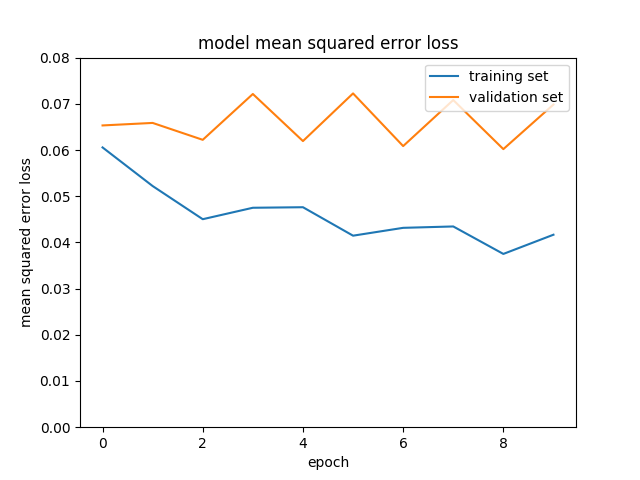 model mean squared error loss
training set
validation set
0.08
0.07
0.06
0.05
0.04
0.03
0.02
0.01
0.00
mean squared error loss
0 2 4 6 8
epoch